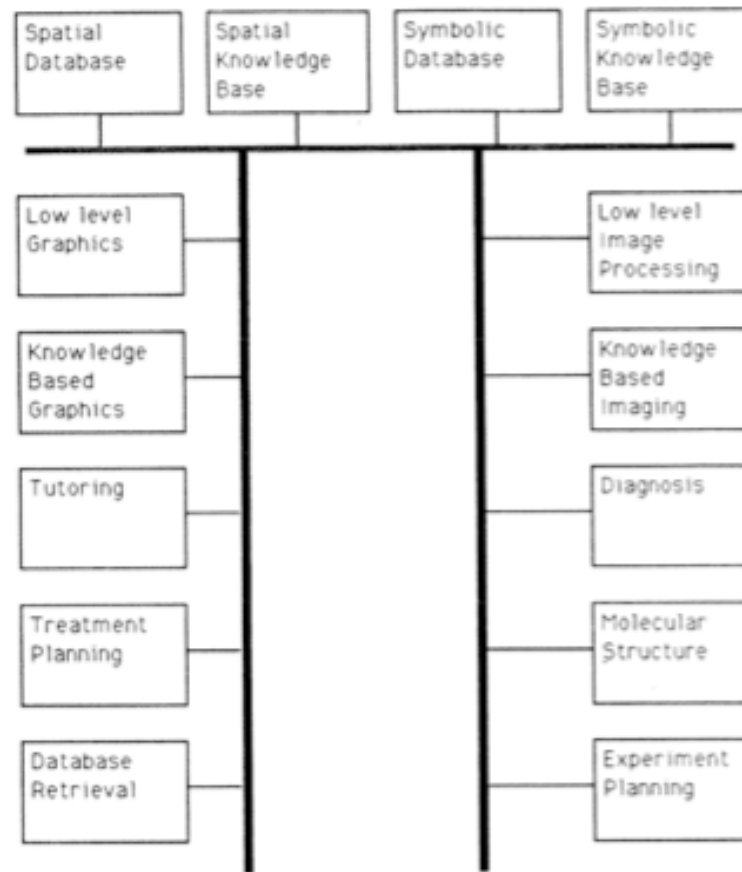 Spatial
Database
Spatial
Knowledge
Base
Symbolic
Database
Symbolic
Knowledge
Base
Low level
Graphics
Low level
Image
Processing
Knowledge
Based
Graphics
Knowledge
Based
Imaging
Tutoring
Diagnosis
Treatment
Planning
Molecular
Structure
Database
Retrieval
Experiment
Planning